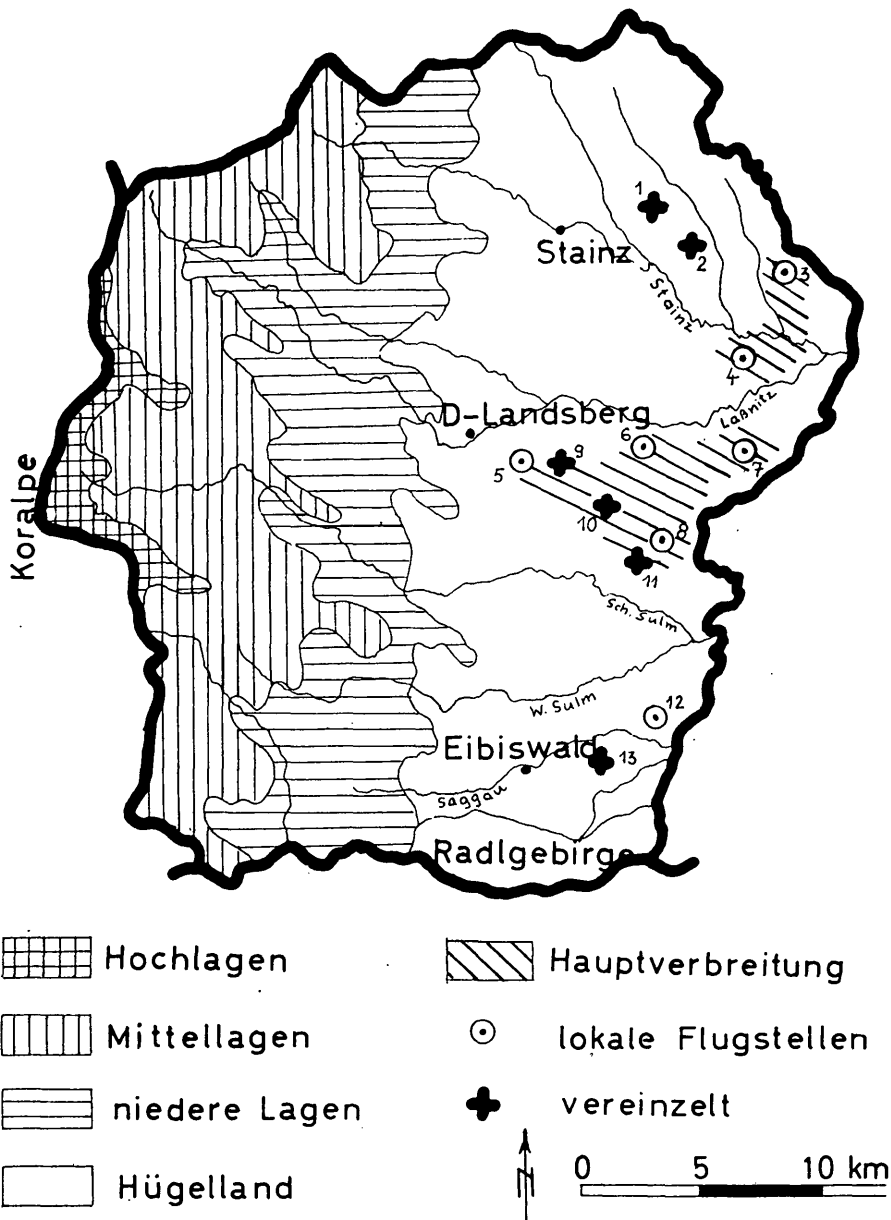 1
2
Stainz
Stainz
3
4
D-Landsberg
Laßnitz
6
7
5
9
10
8
11
Koralpe
Sch. Sulm
W. Sulm
12
Eibiswald
13
Saggau
Radlgebirge
Hochlagen
Hauptverbreitung
Mittellagen
lokale Flugstellen
niedere Lagen
vereinzelt
Hügelland
N
0 5 10 km